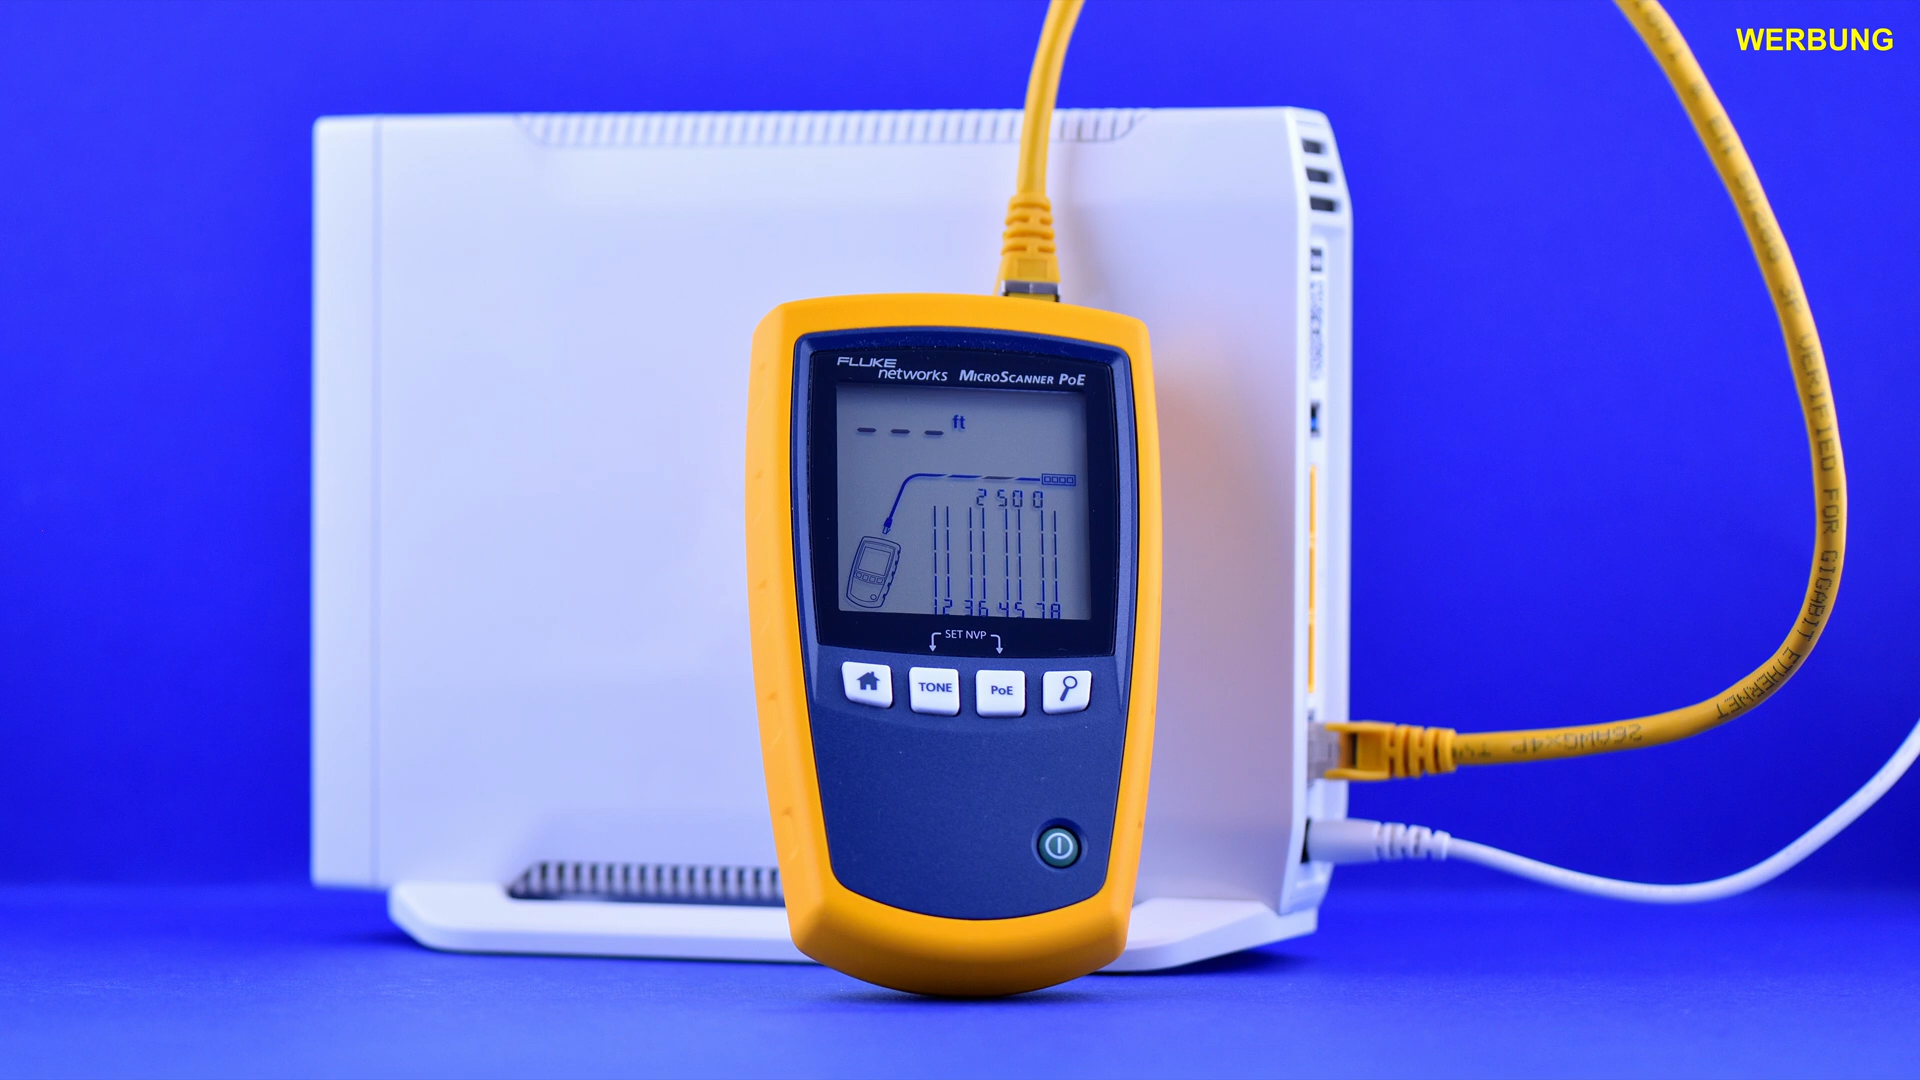 WERBUNG
FLUKE
networks MICROSCANNER PoE
ft
2500
12 36 45 78
SET NVP
TONE
PoE
VERIFIED FOR GIGABIT ETHERNET
26AWGX4P